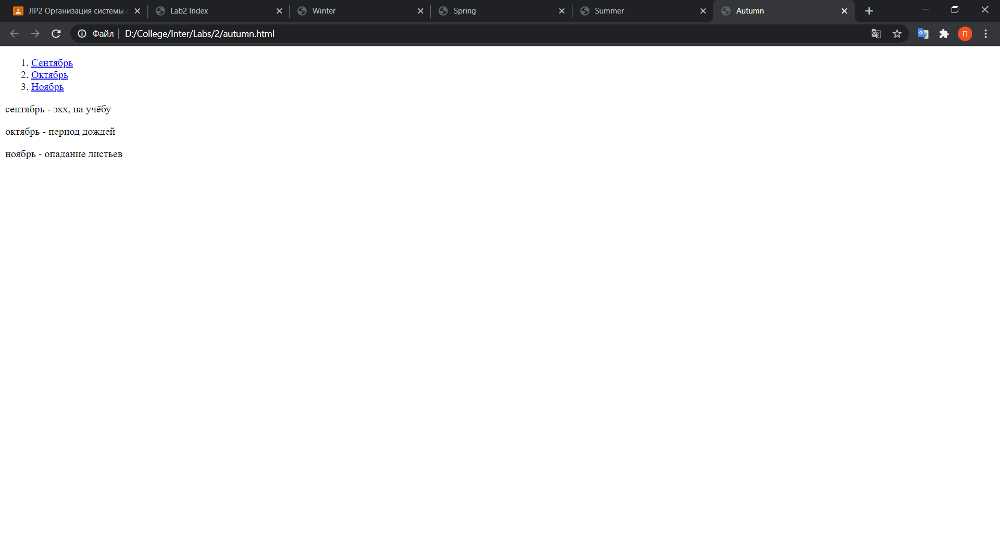 ЛР2 Организация системы
Lab2 Index
Winter
Spring
Summer
Autumn
Файл
D:/College/Inter/Labs/2/autumn.html
П
1. Сентябрь
2. Октябрь
3. Ноябрь
сентябрь - эхх, на учёбу
октябрь - период дождей
ноябрь - опадание листьев